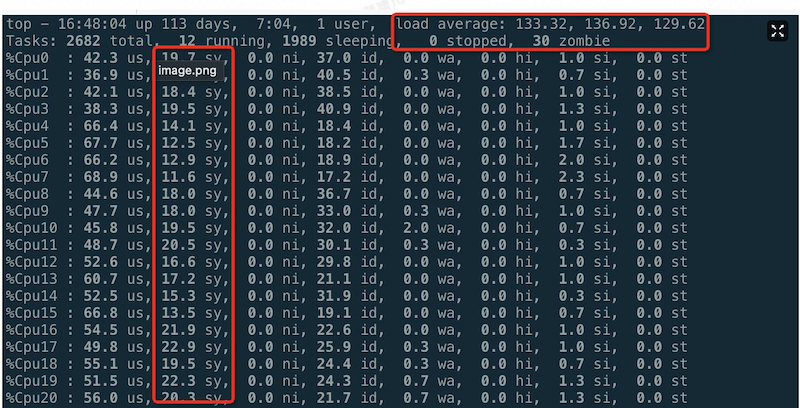 top - 16:48:04 up 113 days,  7:04,  1 user,  load average: 133.32, 136.92, 129.62
Tasks: 2682 total,  12 running, 1989 sleeping,   0 stopped,  30 zombie
%Cpu0  : 42.3 us, 19.7 sy,  0.0 ni, 37.0 id,  0.0 wa,  0.0 hi,  1.0 si,  0.0 st
image.png
%Cpu1  : 36.9 us, sy,  0.0 ni, 40.5 id,  0.3 wa,  0.0 hi,  0.7 si,  0.0 st
%Cpu2  : 42.1 us, 18.4 sy,  0.0 ni, 38.5 id,  0.0 wa,  0.0 hi,  1.0 si,  0.0 st
%Cpu3  : 38.3 us, 19.5 sy,  0.0 ni, 40.9 id,  0.0 wa,  0.0 hi,  1.3 si,  0.0 st
%Cpu4  : 66.4 us, 14.1 sy,  0.0 ni, 18.4 id,  0.0 wa,  0.0 hi,  1.0 si,  0.0 st
%Cpu5  : 67.7 us, 12.5 sy,  0.0 ni, 18.2 id,  0.0 wa,  0.0 hi,  1.7 si,  0.0 st
%Cpu6  : 66.2 us, 12.9 sy,  0.0 ni, 18.9 id,  0.0 wa,  0.0 hi,  2.0 si,  0.0 st
%Cpu7  : 68.9 us, 11.6 sy,  0.0 ni, 17.2 id,  0.0 wa,  0.0 hi,  2.3 si,  0.0 st
%Cpu8  : 44.6 us, 18.0 sy,  0.0 ni, 36.7 id,  0.0 wa,  0.0 hi,  0.7 si,  0.0 st
%Cpu9  : 47.7 us, 18.0 sy,  0.0 ni, 33.0 id,  0.3 wa,  0.0 hi,  1.0 si,  0.0 st
%Cpu10 : 45.8 us, 19.5 sy,  0.0 ni, 32.0 id,  2.0 wa,  0.0 hi,  0.7 si,  0.0 st
%Cpu11 : 48.7 us, 20.5 sy,  0.0 ni, 30.1 id,  0.3 wa,  0.0 hi,  0.3 si,  0.0 st
%Cpu12 : 52.6 us, 16.6 sy,  0.0 ni, 29.8 id,  0.0 wa,  0.0 hi,  1.0 si,  0.0 st
%Cpu13 : 60.7 us, 17.2 sy,  0.0 ni, 21.1 id,  0.0 wa,  0.0 hi,  1.0 si,  0.0 st
%Cpu14 : 52.5 us, 15.3 sy,  0.0 ni, 31.9 id,  0.0 wa,  0.0 hi,  0.3 si,  0.0 st
%Cpu15 : 66.8 us, 13.5 sy,  0.0 ni, 19.1 id,  0.0 wa,  0.0 hi,  0.7 si,  0.0 st
%Cpu16 : 54.5 us, 21.9 sy,  0.0 ni, 22.6 id,  0.0 wa,  0.0 hi,  1.0 si,  0.0 st
%Cpu17 : 49.8 us, 22.9 sy,  0.0 ni, 25.9 id,  0.3 wa,  0.0 hi,  1.0 si,  0.0 st
%Cpu18 : 55.1 us, 19.5 sy,  0.0 ni, 24.4 id,  0.3 wa,  0.0 hi,  0.7 si,  0.0 st
%Cpu19 : 51.5 us, 22.3 sy,  0.0 ni, 24.3 id,  0.7 wa,  0.0 hi,  1.3 si,  0.0 st
%Cpu20 : 56.0 us, 20.3 sy,  0.0 ni, 21.7 id,  0.7 wa,  0.0 hi,  1.3 si,  0.0 st